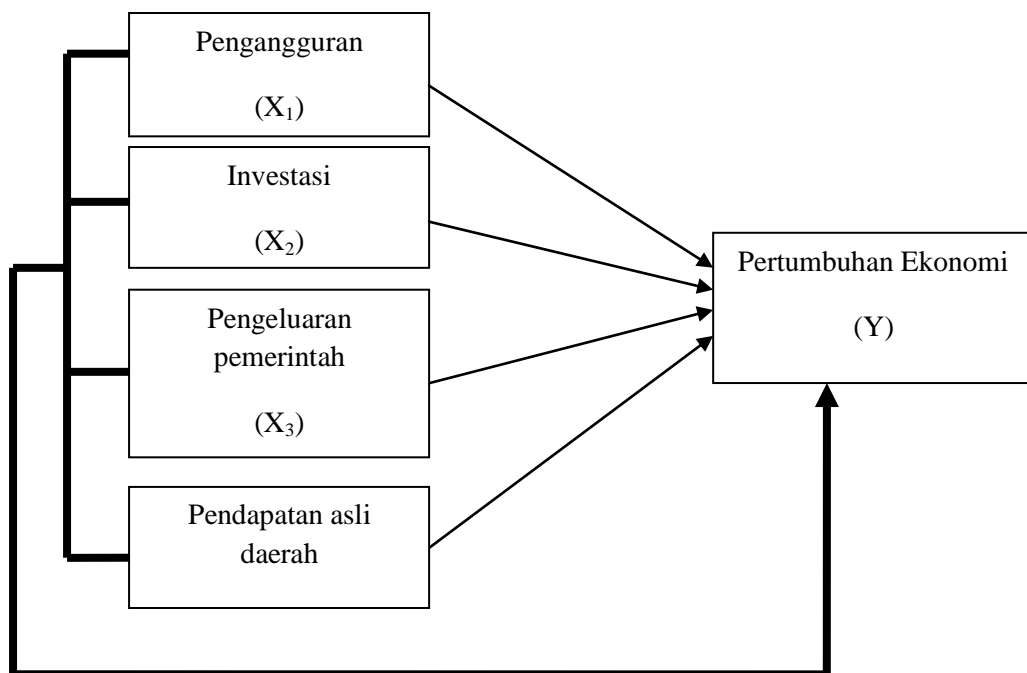 Pengangguran
(X₁)
Investasi
(X₂)
Pengeluaran
pemerintah
(X₃)
Pendapatan asli
daerah
Pertumbuhan Ekonomi
(Y)